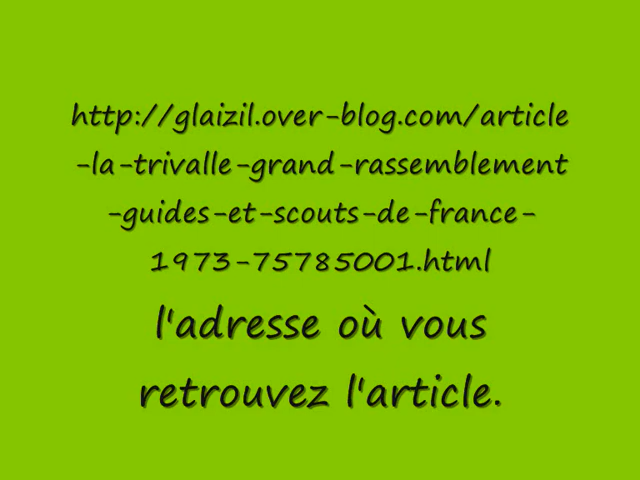 http://glaizil.over-blog.com/article
-la-trivalle-grand-rassemblement
-guides-et-scouts-de-france-
1973-75785001.html
l'adresse où vous
retrouvez l'article.